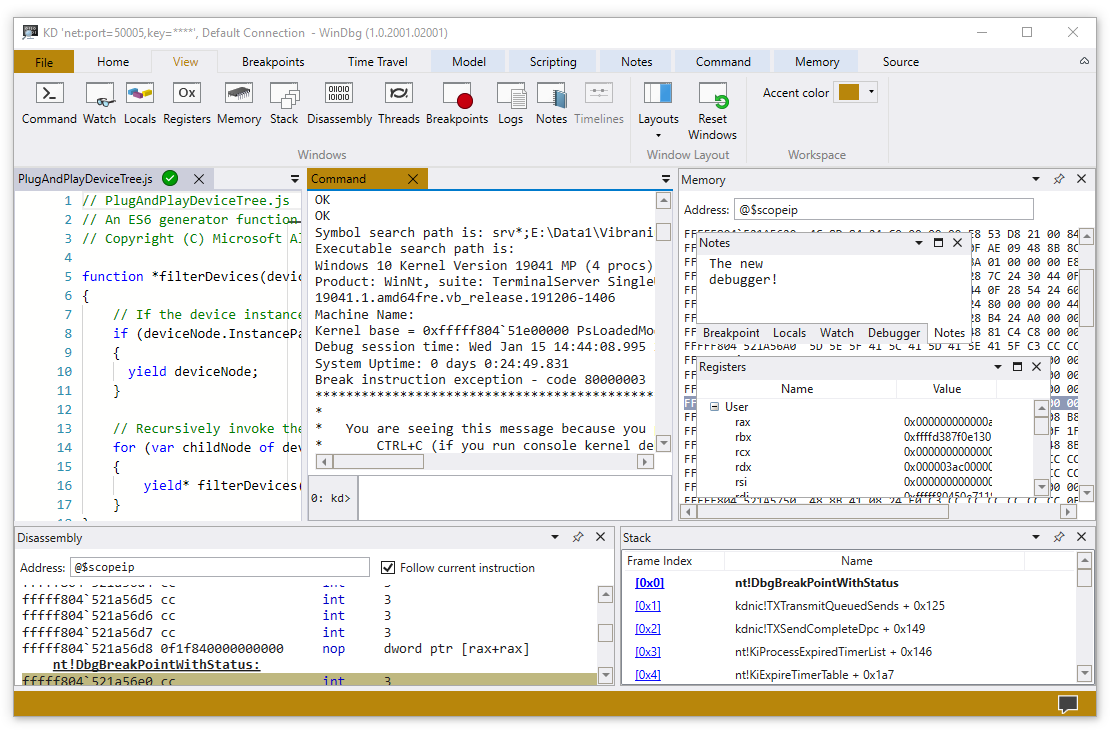 KD 'net:port=50005,key=****', Default Connection - WinDbg (1.0.2001.02001)
File Home View Breakpoints Time Travel Model Scripting Notes Command Memory Source
Command Watch Locals Registers Memory Stack Disassembly Threads Breakpoints Logs Notes Timelines Layouts Reset Windows Accent color
Windows Window Layout Workspace
PlugAndPlayDeviceTree.js
1 // PlugAndPlayDeviceTree.js
2 // An ES6 generator function
3 // Copyright (C) Microsoft
4
5 function *filterDevices(devic
6 {
7 // If the device instance
8 if (deviceNode.InstancePa
9 {
10 yield deviceNode;
11 }
12
13 // Recursively invoke the
14 for (var childNode of dev
15 {
16 yield* filterDevices(
17 }
Command
OK
OK
Symbol search path is: srv*;E:\Data1\Vibrani
Executable search path is:
Windows 10 Kernel Version 19041 MP (4 procs)
Product: WinNt, suite: TerminalServer Single
19041.1.amd64fre.vb_release.191206-1406
Machine Name:
Kernel base = 0xfffff804`51e00000 PsLoadedMo
Debug session time: Wed Jan 15 14:44:08.995
System Uptime: 0 days 0:24:49.831
Break instruction exception - code 80000003
********************************************
*
* You are seeing this message because you
* CTRL+C (if you run console kernel de
0: kd>
Memory
Address: @$scopeip
Notes
The new
debugger!
Breakpoint Locals Watch Debugger Notes
Registers
Name Value
User
rax 0x000000000000a
rbx 0xffffd387f0e130
rcx 0x0000000000000
rdx 0x000003ac00000
rsi 0x0000000000000
Disassembly
Address: @$scopeip Follow current instruction
fffff804`521a56d5 cc int 3
fffff804`521a56d6 cc int 3
fffff804`521a56d7 cc int 3
fffff804`521a56d8 0f1f840000000000 nop dword ptr [rax+rax]
nt!DbgBreakPointWithStatus:
fffff804`521a56e0 cc int 3
Stack
Frame Index Name
[0x0] nt!DbgBreakPointWithStatus
[0x1] kdnic!TXTransmitQueuedSends + 0x125
[0x2] kdnic!TXSendCompleteDpc + 0x149
[0x3] nt!KiProcessExpiredTimerList + 0x146
[0x4] nt!KiExpireTimerTable + 0x1a7